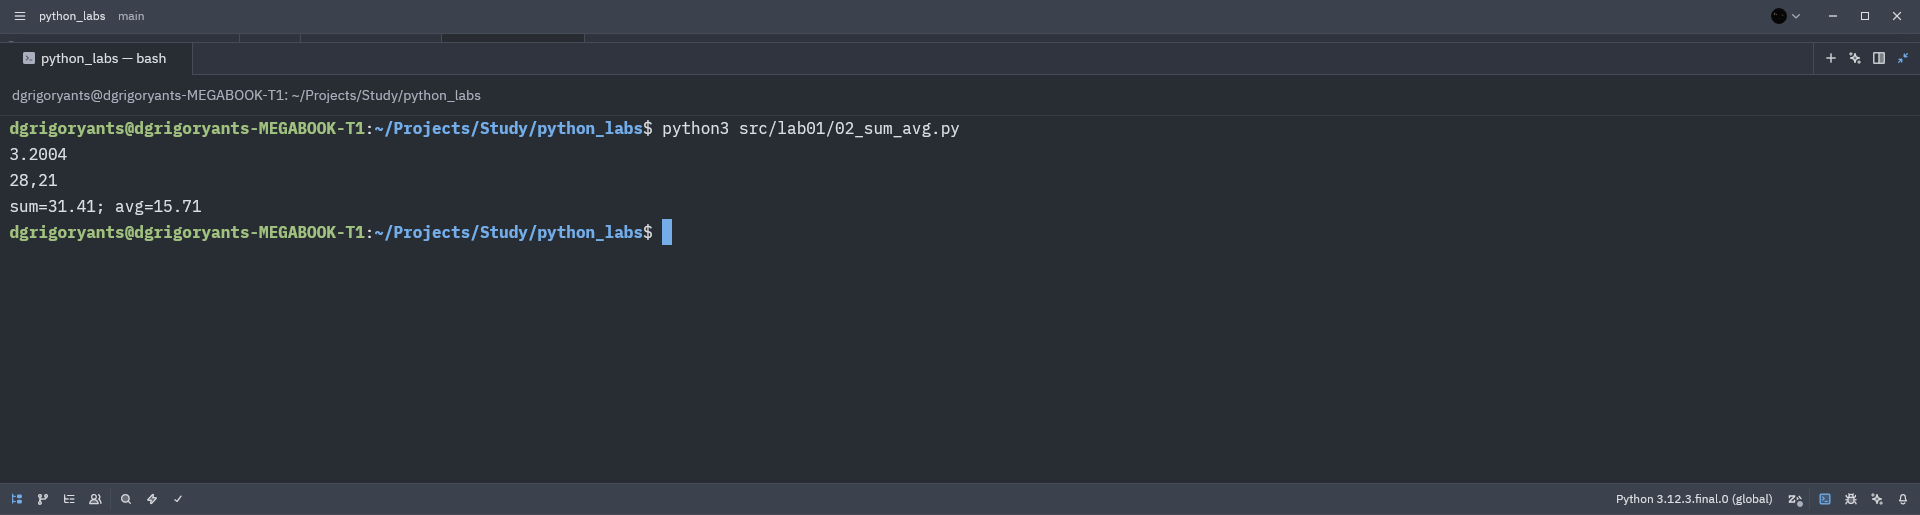 python_labs main
python_labs — bash
dgrigoryants@dgrigoryants-MEGABOOK-T1: ~/Projects/Study/python_labs
dgrigoryants@dgrigoryants-MEGABOOK-T1:~/Projects/Study/python_labs$ python3 src/lab01/02_sum_avg.py
3.2004
28,21
sum=31.41; avg=15.71
dgrigoryants@dgrigoryants-MEGABOOK-T1:~/Projects/Study/python_labs$
Python 3.12.3.final.0 (global)